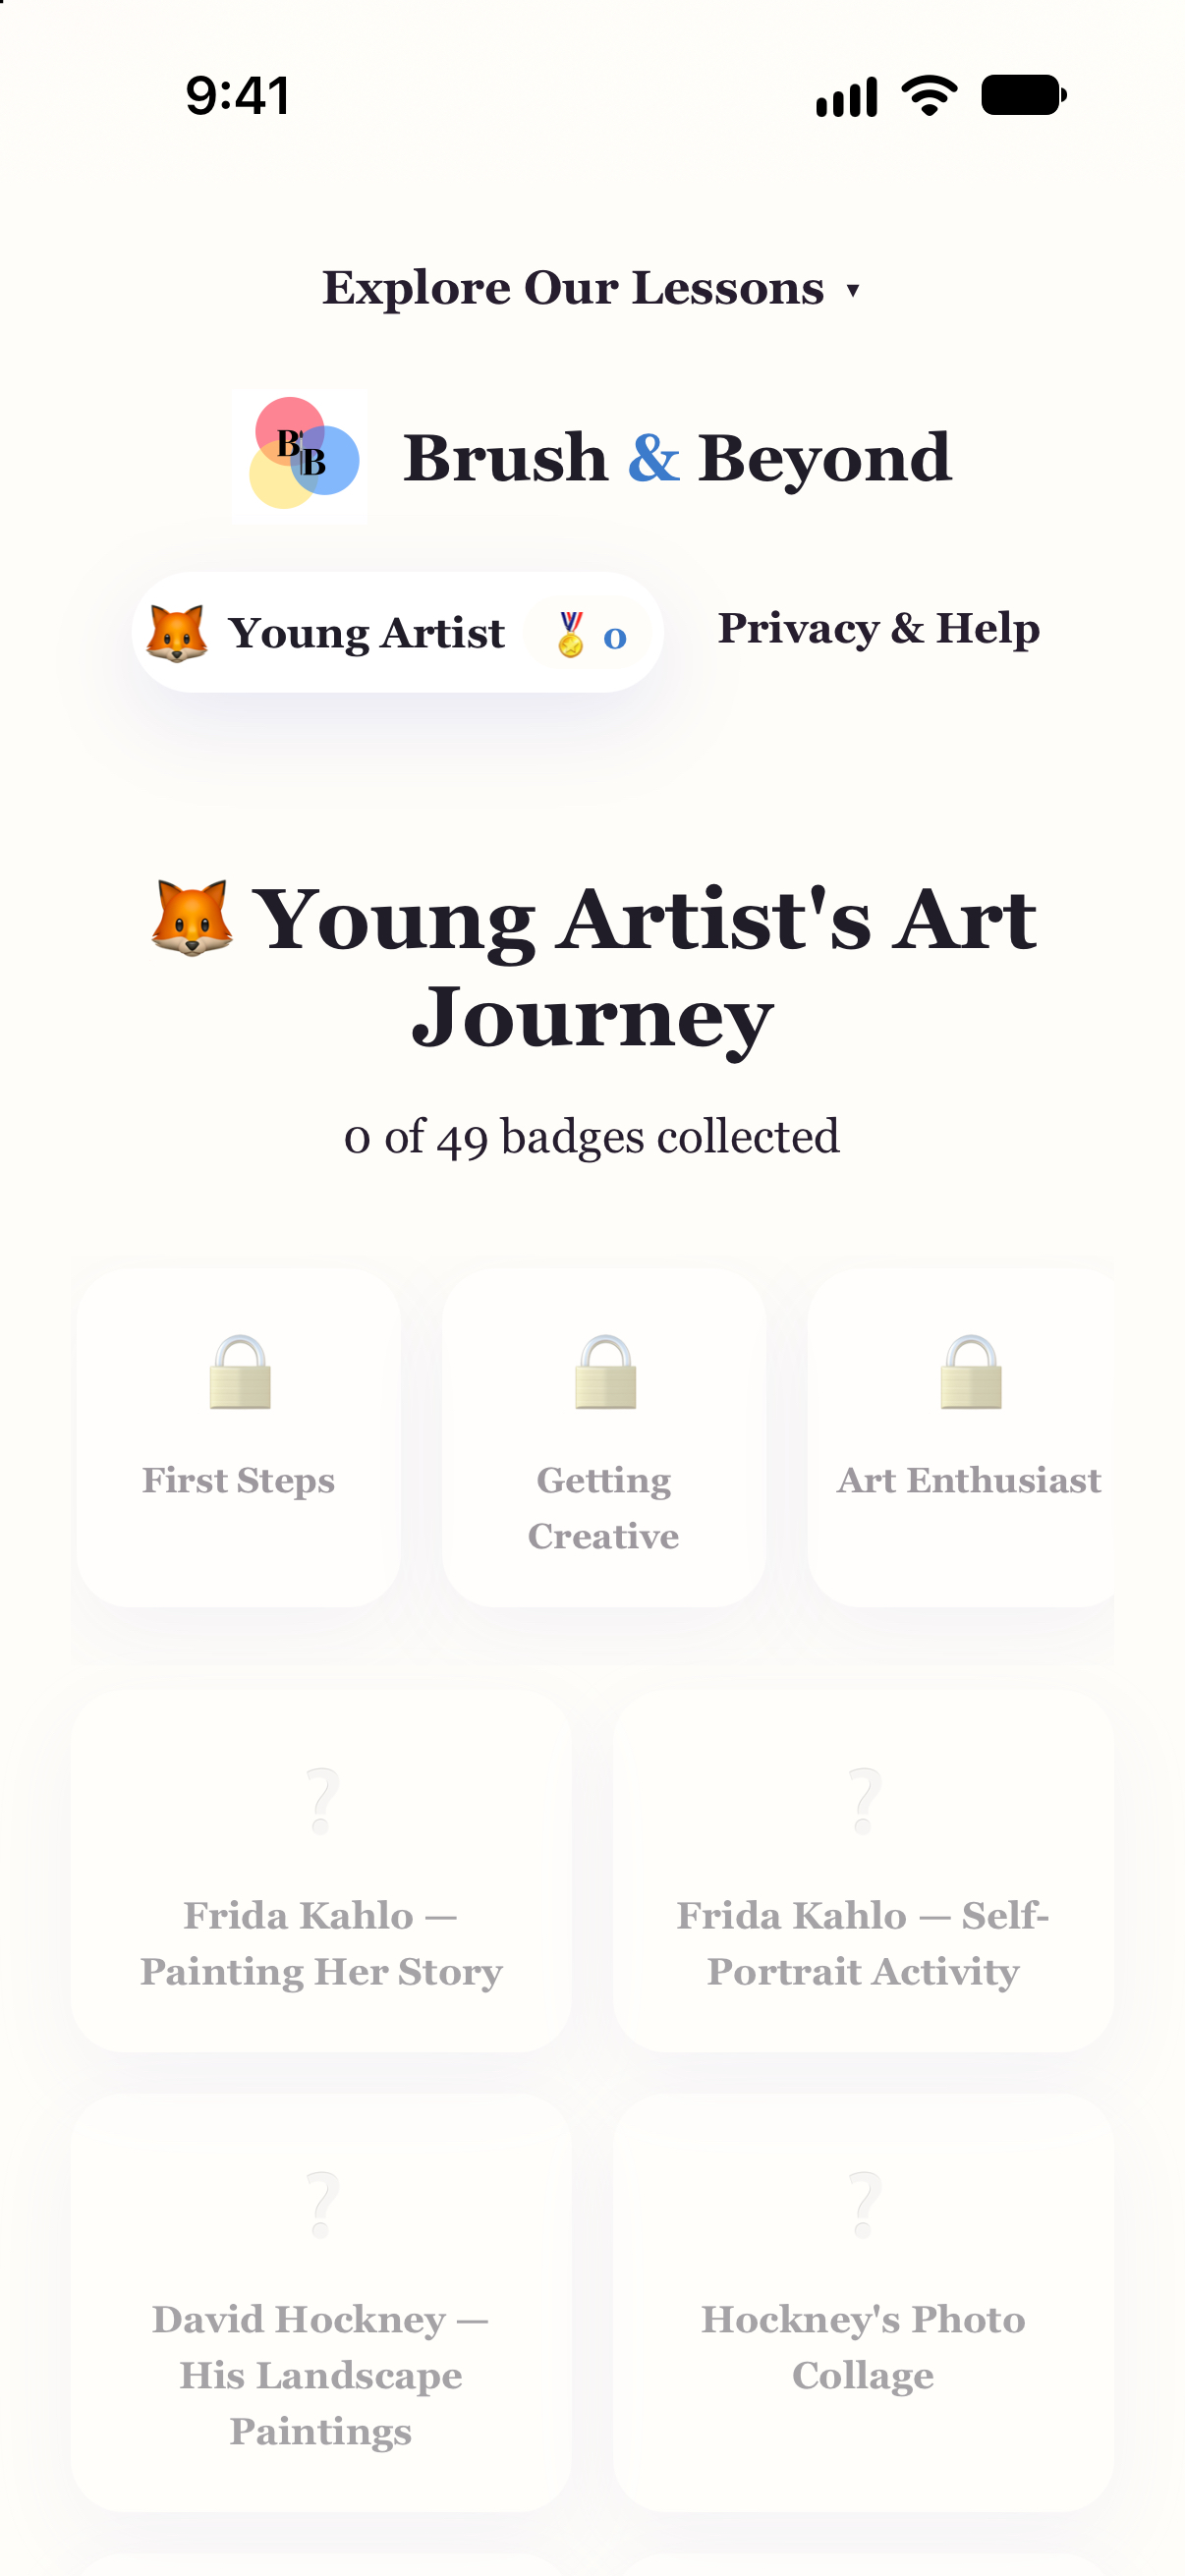 9:41
Explore Our Lessons ▼
B B
Brush & Beyond
Young Artist 0
Privacy & Help
Young Artist's Art
Journey
0 of 49 badges collected
First Steps
Getting
Creative
Art Enthusiast
?
?
Frida Kahlo —
Painting Her Story
Frida Kahlo — Self-
Portrait Activity
?
?
David Hockney —
His Landscape
Paintings
Hockney's Photo
Collage